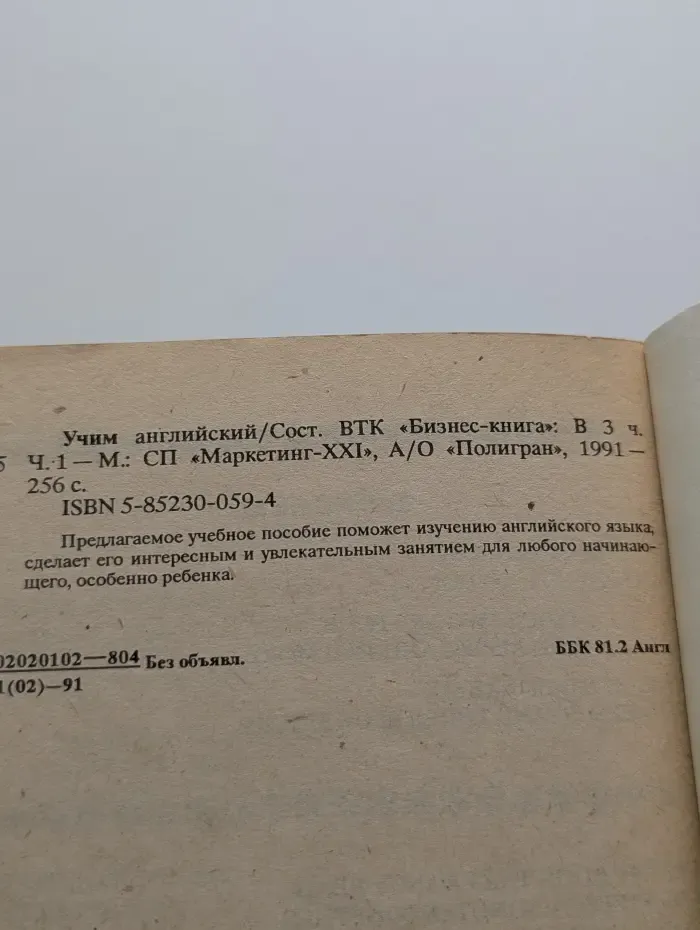 Учим английский/Сост. ВТК «Бизнес-книга»: В 3 ч.
5 Ч. 1 — М.: СП «Маркетинг-XXI», А/О «Полигран», 1991 —
256 с.
ISBN 5-85230-059-4
Предлагаемое учебное пособие поможет изучению английского языка,
сделает его интересным и увлекательным занятием для любого начинаю-
щего, особенно ребенка.
02020102—804 Без объявл.
1(02)—91
ББК 81.2 Англ